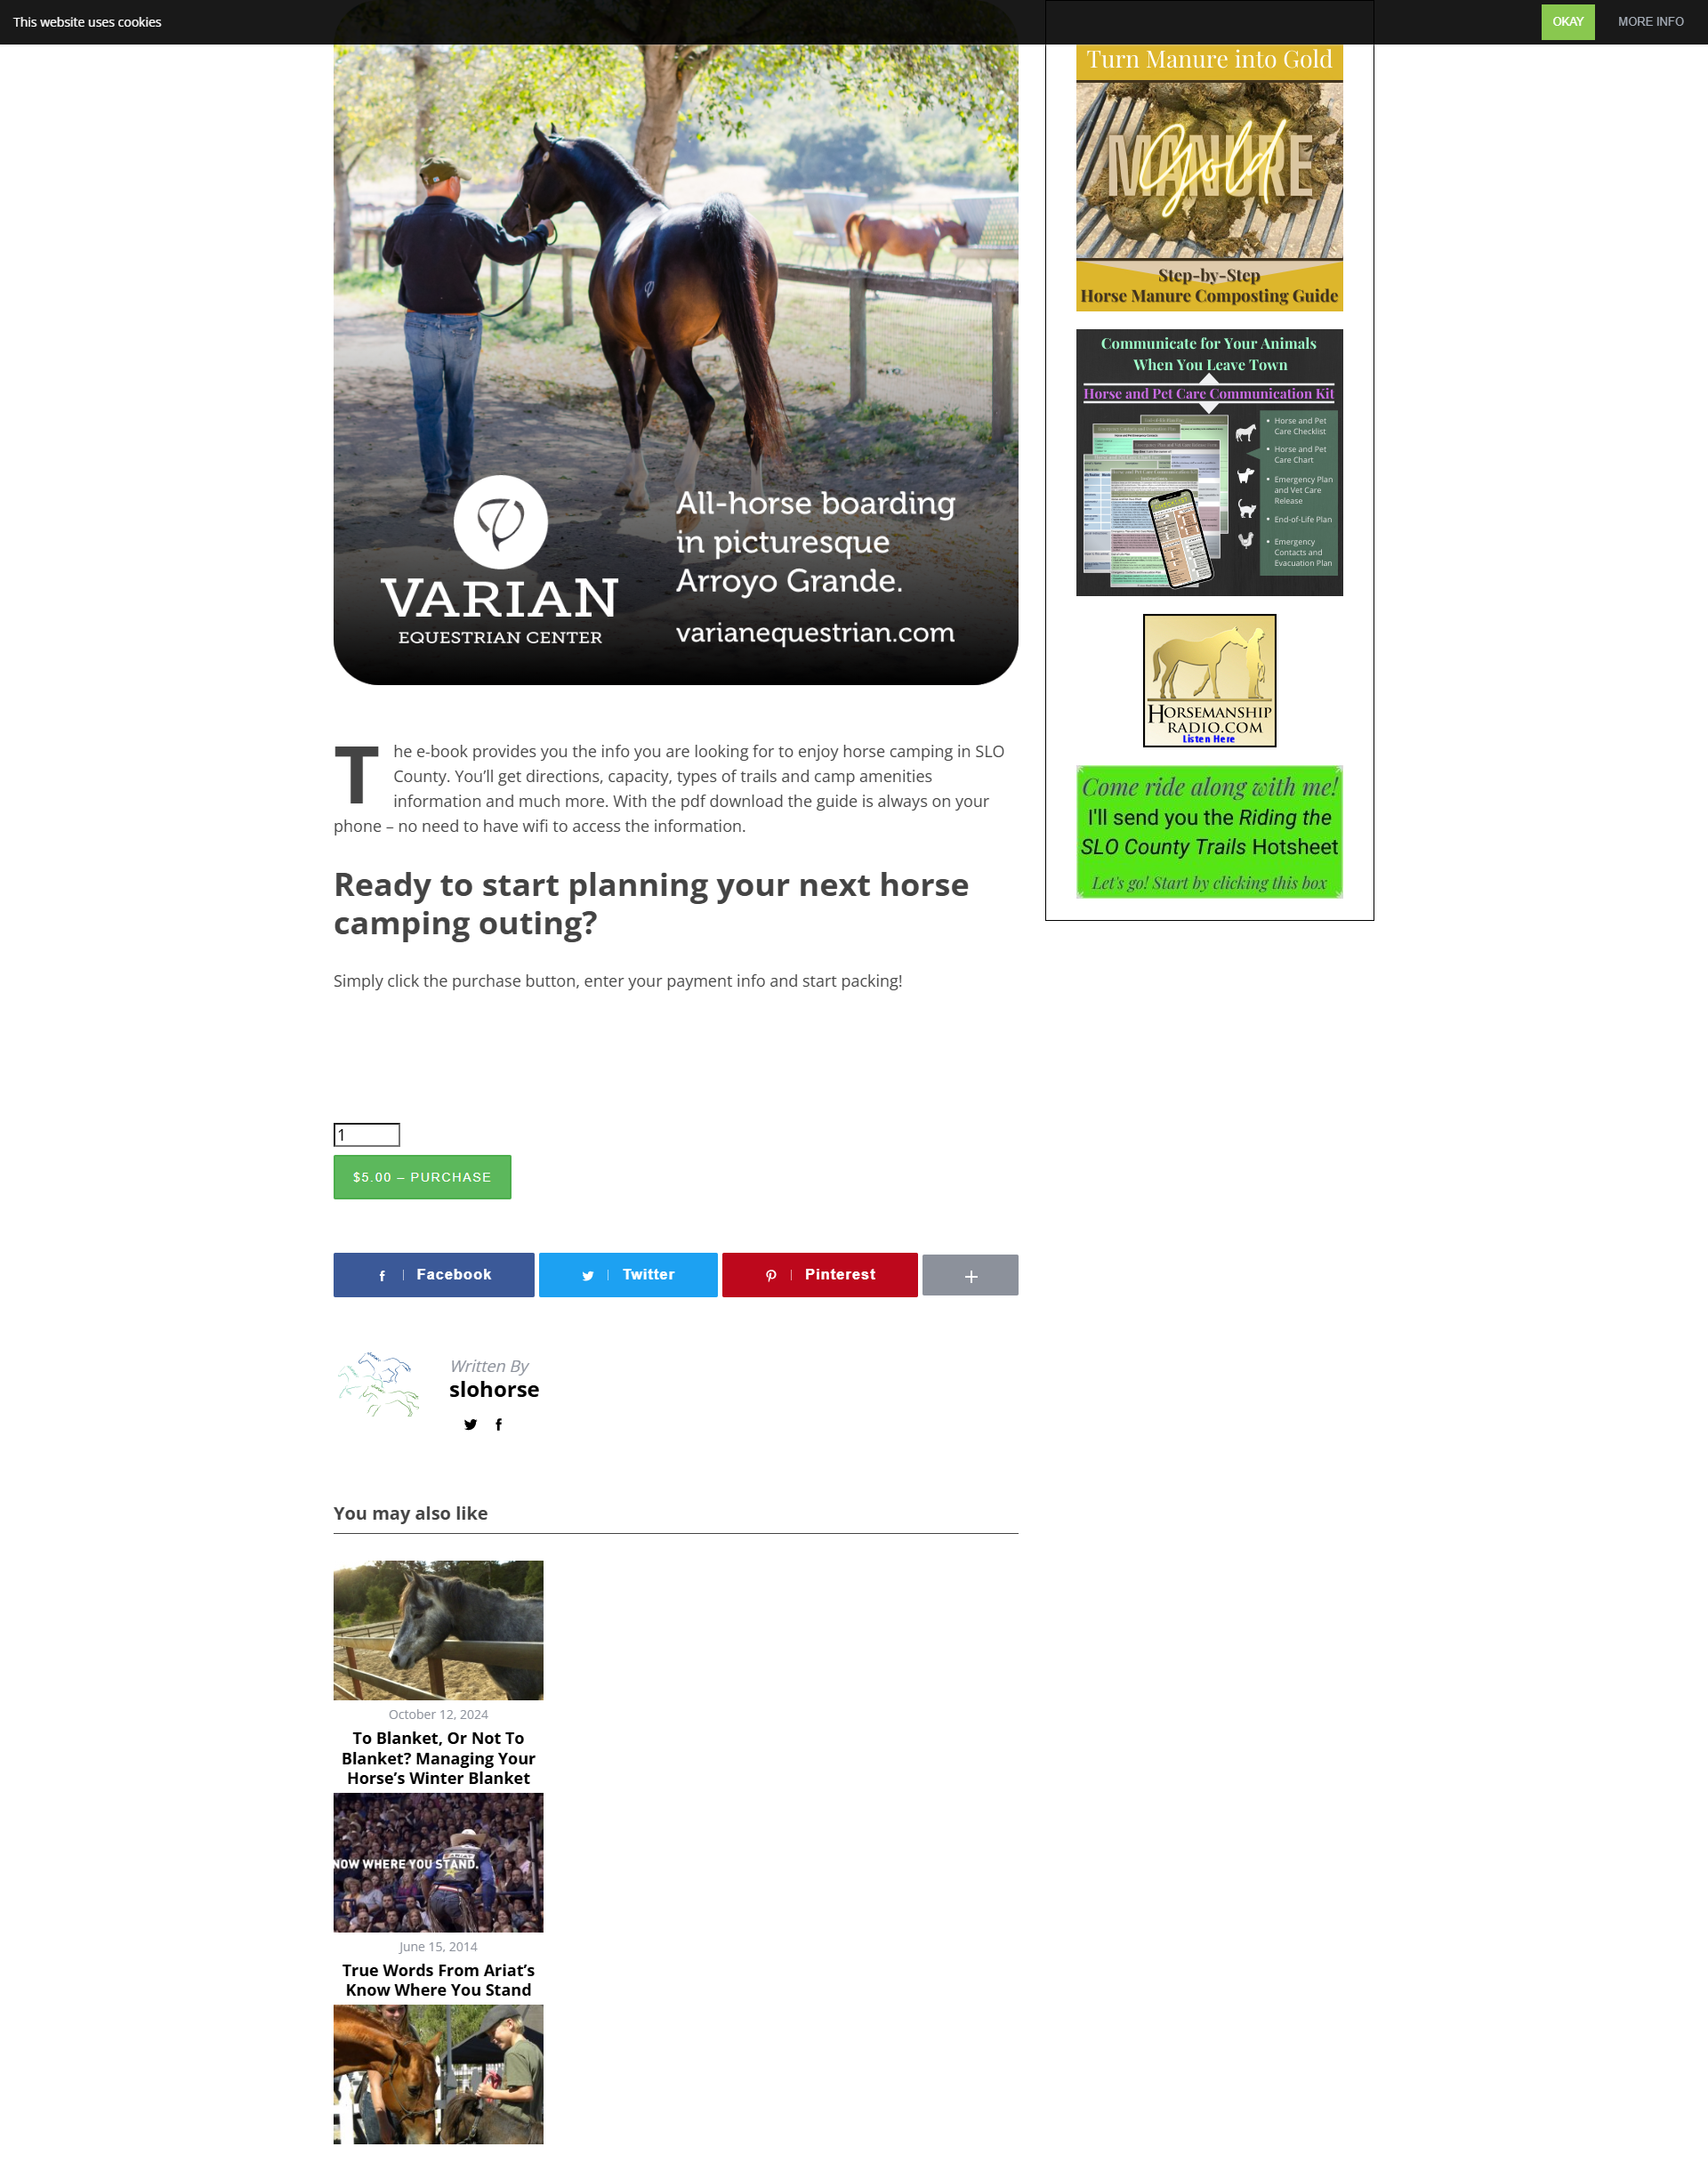 This website uses cookies
OKAY
MORE INFO
VARIAN
EQUESTRIAN CENTER
All-horse boarding
in picturesque
Arroyo Grande.
varianequestrian.com
The e-book provides you the info you are looking for to enjoy horse camping in SLO
County. You’ll get directions, capacity, types of trails and camp amenities
information and much more. With the pdf download the guide is always on your
phone – no need to have wifi to access the information.
Ready to start planning your next horse
camping outing?
Simply click the purchase button, enter your payment info and start packing!
1
$5.00 – PURCHASE
Facebook
Twitter
Pinterest
Written By
slohorse
You may also like
October 12, 2024
To Blanket, Or Not To
Blanket? Managing Your
Horse’s Winter Blanket
NOW WHERE YOU STAND.
June 15, 2014
True Words From Ariat’s
Know Where You Stand
Turn Manure into Gold
MANURE
Gold
Step-by-Step
Horse Manure Composting Guide
Communicate for Your Animals
When You Leave Town
Horse and Pet Care Communication Kit
Horse and Pet
Care Checklist
Horse and Pet
Care Chart
Emergency Plan
and Vet Care
Release
End-of-Life Plan
Emergency
Contacts and
Evacuation Plan
HORSEMANSHIP
RADIO.COM
Listen Here
Come ride along with me!
I'll send you the Riding the
SLO County Trails Hotsheet
Let's go! Start by clicking this box